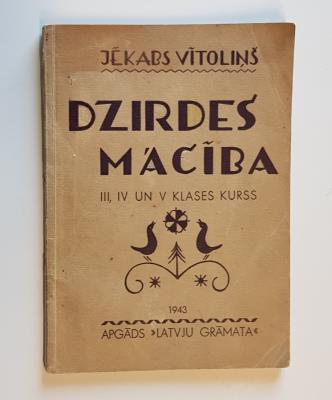 JĒKABS VĪTOLIŅŠ
DZIRDES
MĀCĪBA
III, IV UN V KLASES KURSS
1943
APGĀDS »LATVJU GRĀMATA«